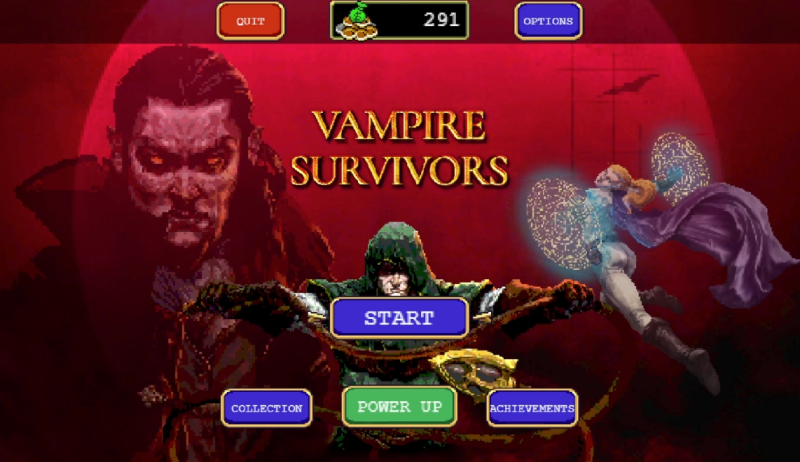 QUIT
291
OPTIONS
VAMPIRE
SURVIVORS
START
COLLECTION
POWER UP
ACHIEVEMENTS